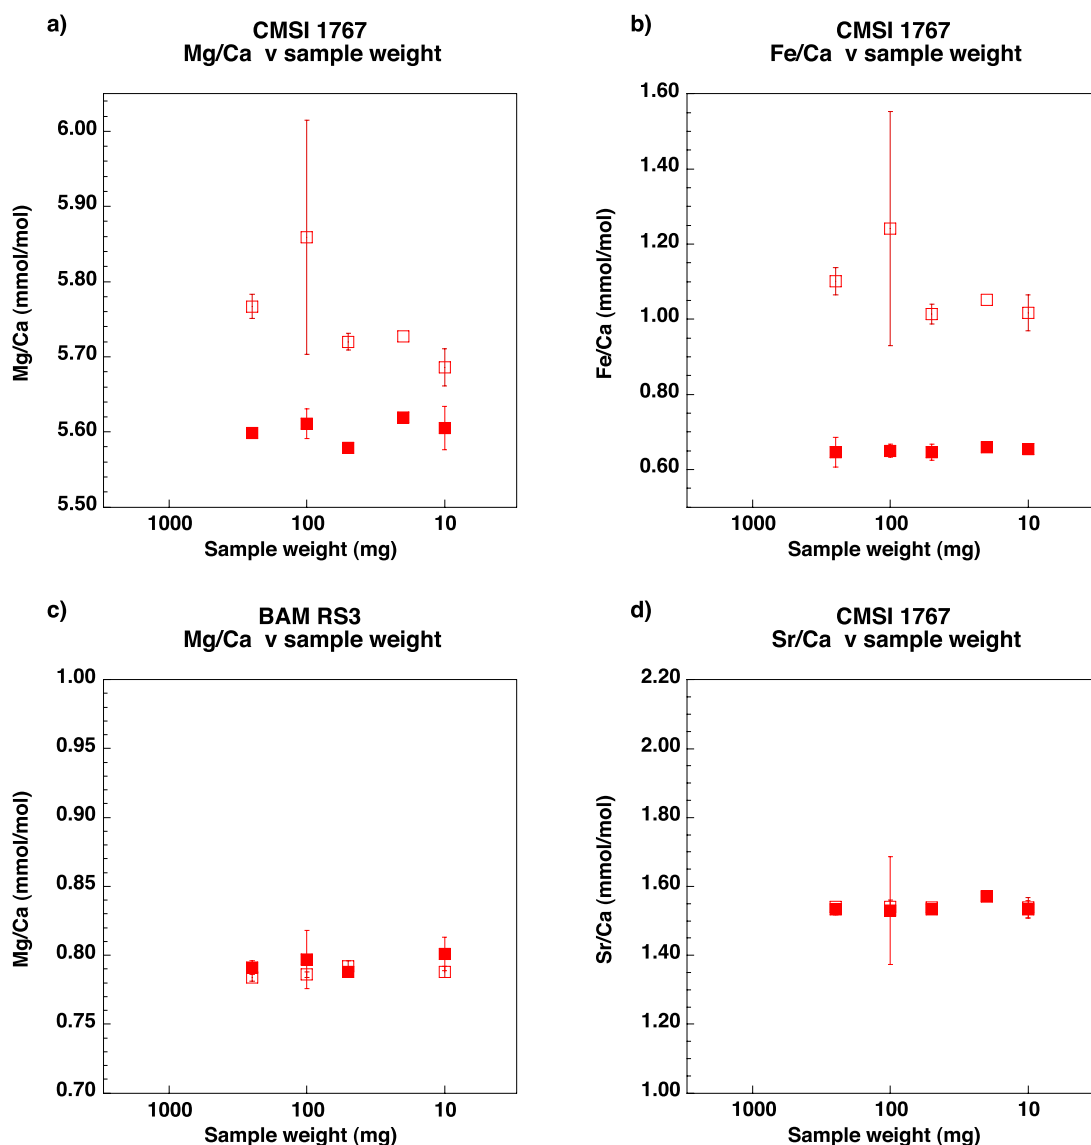 a)
CMSI 1767
Mg/Ca v sample weight
6.00
5.90
5.80
5.70
5.60
5.50
Mg/Ca (mmol/mol)
1000 100 10
Sample weight (mg)
b)
CMSI 1767
Fe/Ca v sample weight
1.60
1.40
1.20
1.00
0.80
0.60
Fe/Ca (mmol/mol)
1000 100 10
Sample weight (mg)
c)
BAM RS3
Mg/Ca v sample weight
1.00
0.95
0.90
0.85
0.80
0.75
0.70
Mg/Ca (mmol/mol)
1000 100 10
Sample weight (mg)
d)
CMSI 1767
Sr/Ca v sample weight
2.20
2.00
1.80
1.60
1.40
1.20
1.00
Sr/Ca (mmol/mol)
1000 100 10
Sample weight (mg)